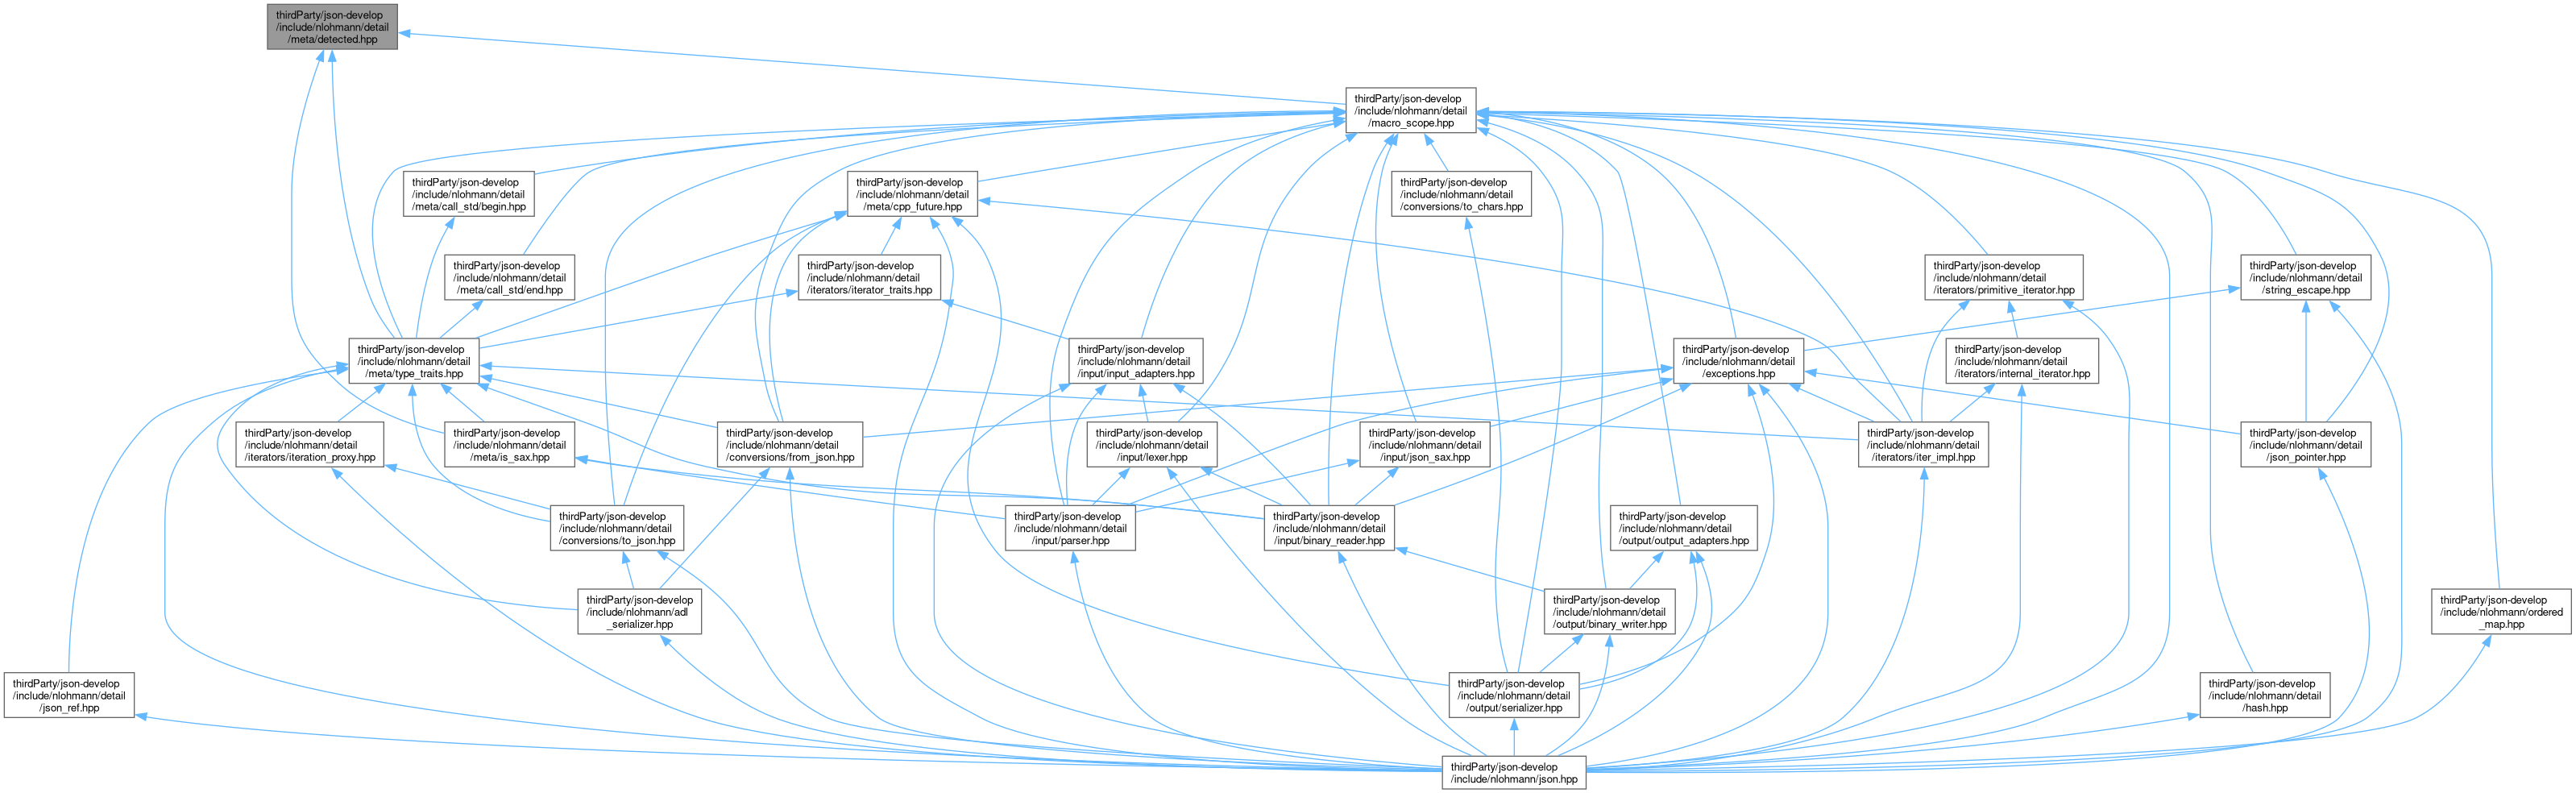 thirdParty/json-develop
/include/nlohmann/detail
/meta/detected.hpp
thirdParty/json-develop
/include/nlohmann/detail
/macro_scope.hpp
thirdParty/json-develop
/include/nlohmann/detail
/meta/call_std/begin.hpp
thirdParty/json-develop
/include/nlohmann/detail
/meta/cpp_future.hpp
thirdParty/json-develop
/include/nlohmann/detail
/conversions/to_chars.hpp
thirdParty/json-develop
/include/nlohmann/detail
/meta/call_std/end.hpp
thirdParty/json-develop
/include/nlohmann/detail
/iterators/iterator_traits.hpp
thirdParty/json-develop
/include/nlohmann/detail
/iterators/primitive_iterator.hpp
thirdParty/json-develop
/include/nlohmann/detail
/string_escape.hpp
thirdParty/json-develop
/include/nlohmann/detail
/meta/type_traits.hpp
thirdParty/json-develop
/include/nlohmann/detail
/input/input_adapters.hpp
thirdParty/json-develop
/include/nlohmann/detail
/exceptions.hpp
thirdParty/json-develop
/include/nlohmann/detail
/iterators/internal_iterator.hpp
thirdParty/json-develop
/include/nlohmann/detail
/iterators/iteration_proxy.hpp
thirdParty/json-develop
/include/nlohmann/detail
/meta/is_sax.hpp
thirdParty/json-develop
/include/nlohmann/detail
/conversions/from_json.hpp
thirdParty/json-develop
/include/nlohmann/detail
/input/lexer.hpp
thirdParty/json-develop
/include/nlohmann/detail
/input/json_sax.hpp
thirdParty/json-develop
/include/nlohmann/detail
/iterators/iter_impl.hpp
thirdParty/json-develop
/include/nlohmann/detail
/json_pointer.hpp
thirdParty/json-develop
/include/nlohmann/detail
/conversions/to_json.hpp
thirdParty/json-develop
/include/nlohmann/detail
/input/parser.hpp
thirdParty/json-develop
/include/nlohmann/detail
/input/binary_reader.hpp
thirdParty/json-develop
/include/nlohmann/detail
/output/output_adapters.hpp
thirdParty/json-develop
/include/nlohmann/adl
_serializer.hpp
thirdParty/json-develop
/include/nlohmann/detail
/output/binary_writer.hpp
thirdParty/json-develop
/include/nlohmann/ordered
_map.hpp
thirdParty/json-develop
/include/nlohmann/detail
/json_ref.hpp
thirdParty/json-develop
/include/nlohmann/detail
/output/serializer.hpp
thirdParty/json-develop
/include/nlohmann/detail
/hash.hpp
thirdParty/json-develop
/include/nlohmann/json.hpp